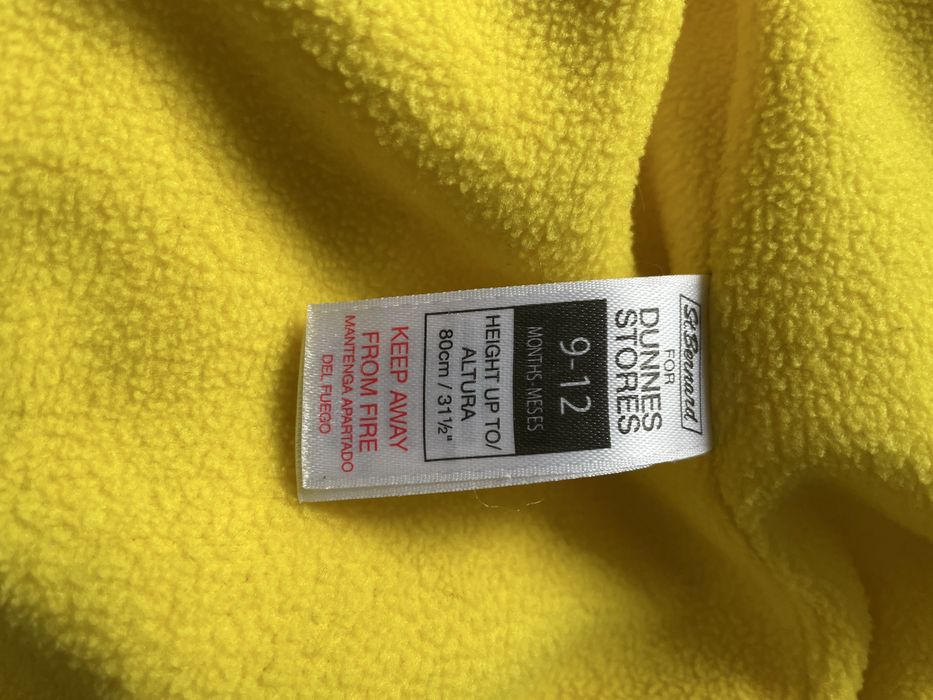 St.Bernard
FOR
DUNNES
STORES
9-12
MONTHS-MESES
HEIGHT UP TO/
ALTURA
80cm / 31½"
KEEP AWAY
FROM FIRE
MANTENGA APARTADO
DEL FUEGO